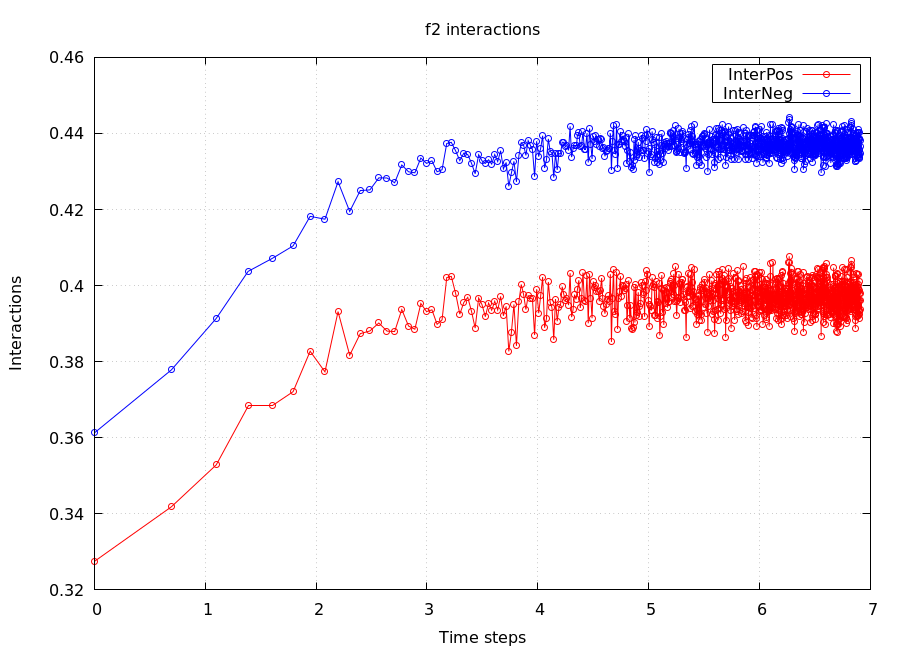 f2 interactions
InterPos
InterNeg
0.46
0.44
0.42
0.4
0.38
0.36
0.34
0.32
Interactions
0 1 2 3 4 5 6 7
Time steps